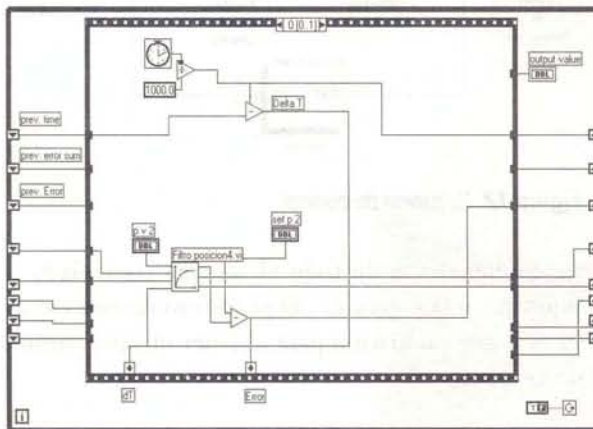 0 [0..1]
output value
DBL
1000.0
Delta T
prev. time
prev. error sum
prev. Error
set p 2
DBL
p v 2
DBL
Filtro posicion4.vi
dT
Error
i